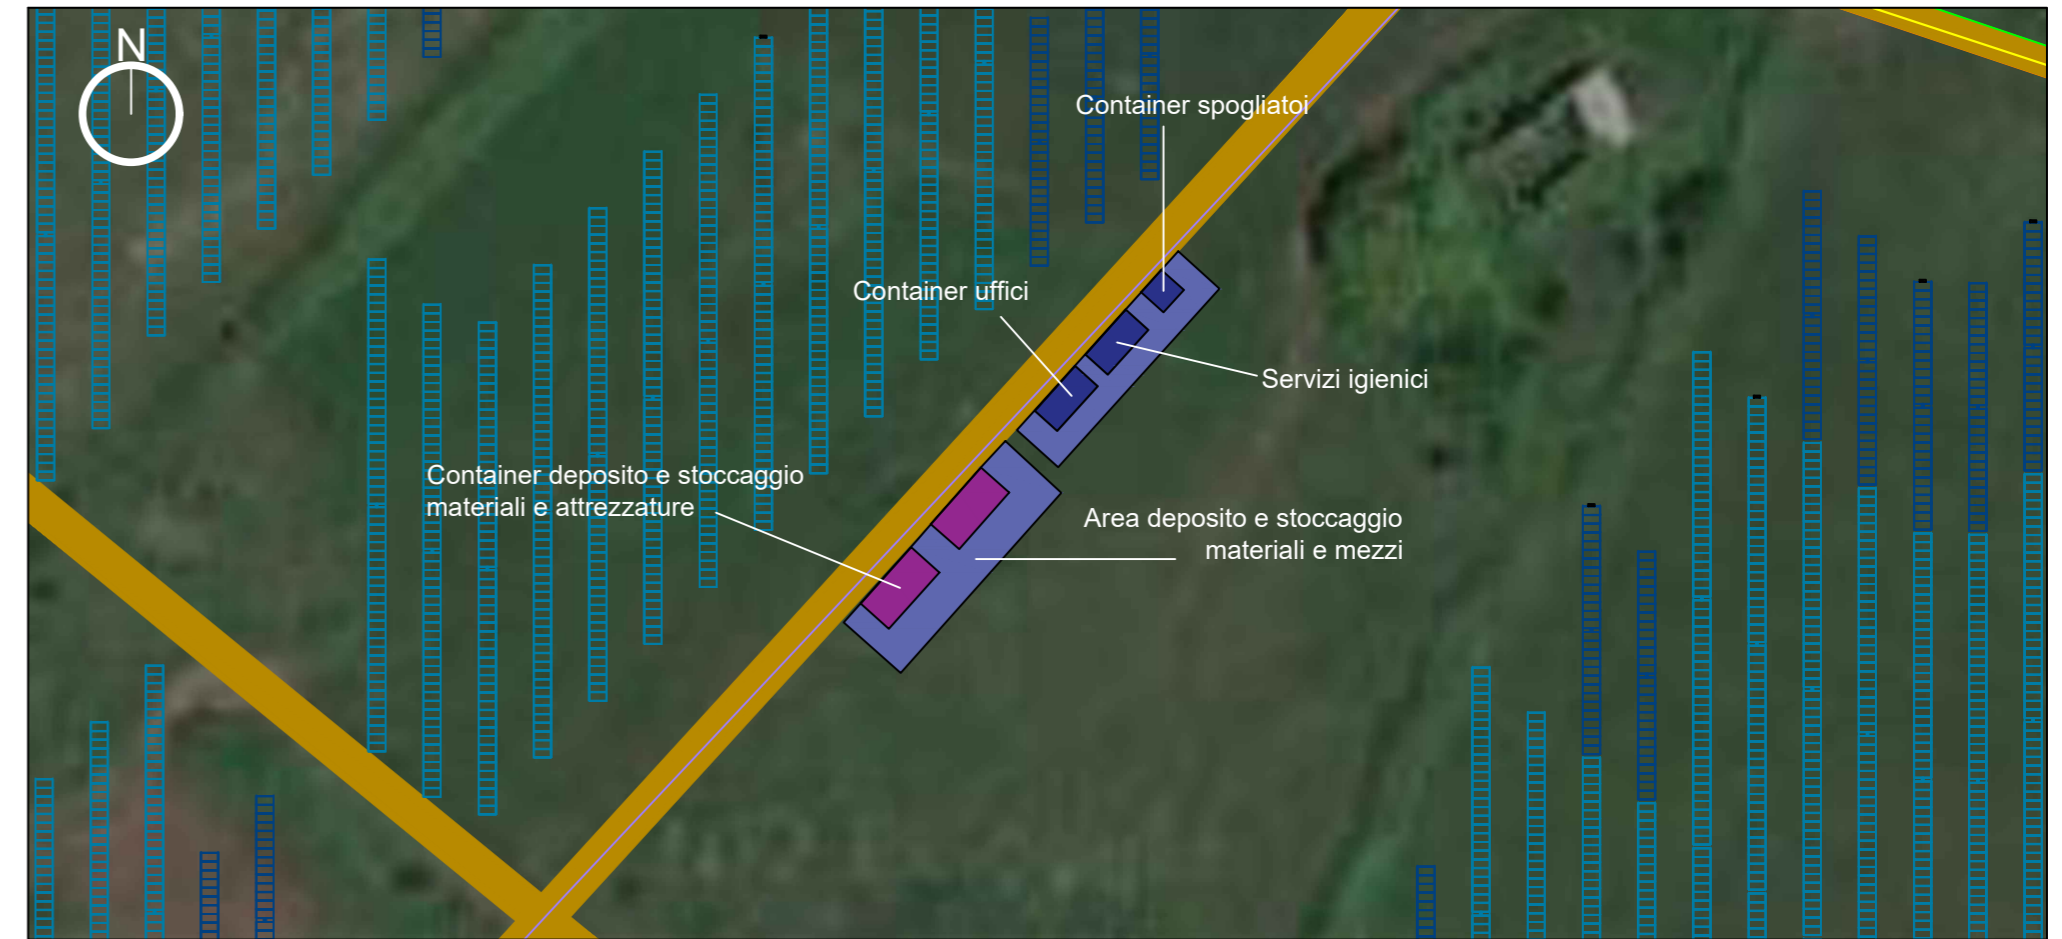 N
Container spogliatoi
Container uffici
Servizi igienici
Container deposito e stoccaggio
materiali e attrezzature
Area deposito e stoccaggio
materiali e mezzi